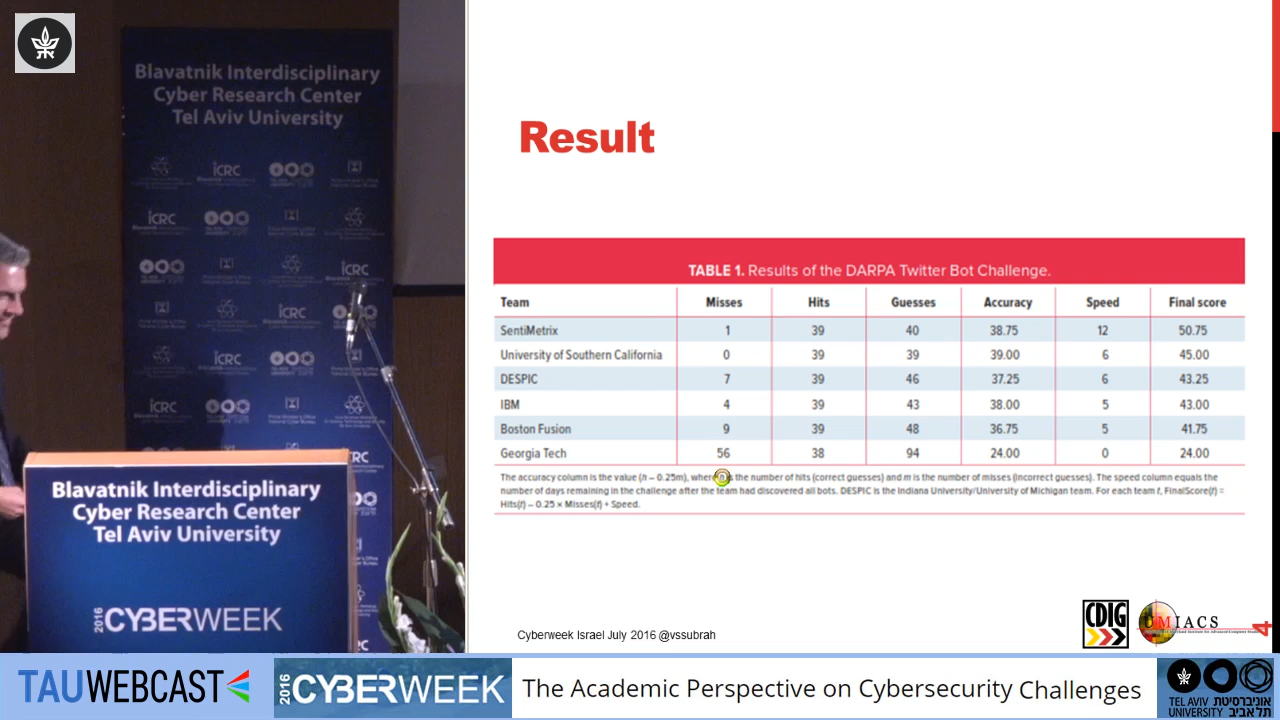 Blavatnik Interdisciplinary
Cyber Research Center
Tel Aviv University
iCRC
iCRC
iCRC
iCRC
iCRC
iCRC
Blavatnik Interdisciplinary
Cyber Research Center
Tel Aviv University
2016 CYBERWEEK
Result
TABLE 1. Results of the DARPA Twitter Bot Challenge.
Team Misses Hits Guesses Accuracy Speed Final score
SentiMetrix 1 39 40 38.75 12 50.75
University of Southern California 0 39 39 39.00 6 45.00
DESPIC 7 39 46 37.25 6 43.25
IBM 4 39 43 38.00 5 43.00
Boston Fusion 9 39 48 36.75 5 41.75
Georgia Tech 56 38 94 24.00 0 24.00
The accuracy column is the value (h – 0.25m), where h is the number of hits (correct guesses) and m is the number of misses (incorrect guesses). The speed column equals the
number of days remaining in the challenge after the team had discovered all bots. DESPIC is the Indiana University/University of Michigan team. For each team t, FinalScore(t) =
Hits(t) – 0.25 × Misses(t) + Speed.
Cyberweek Israel July 2016 @vssubrah
CDIG
UMIACS
4
TAUWEBCAST
2016 CYBERWEEK
The Academic Perspective on Cybersecurity Challenges
TEL AVIV אוניברסיטת
UNIVERSITY תל אביב